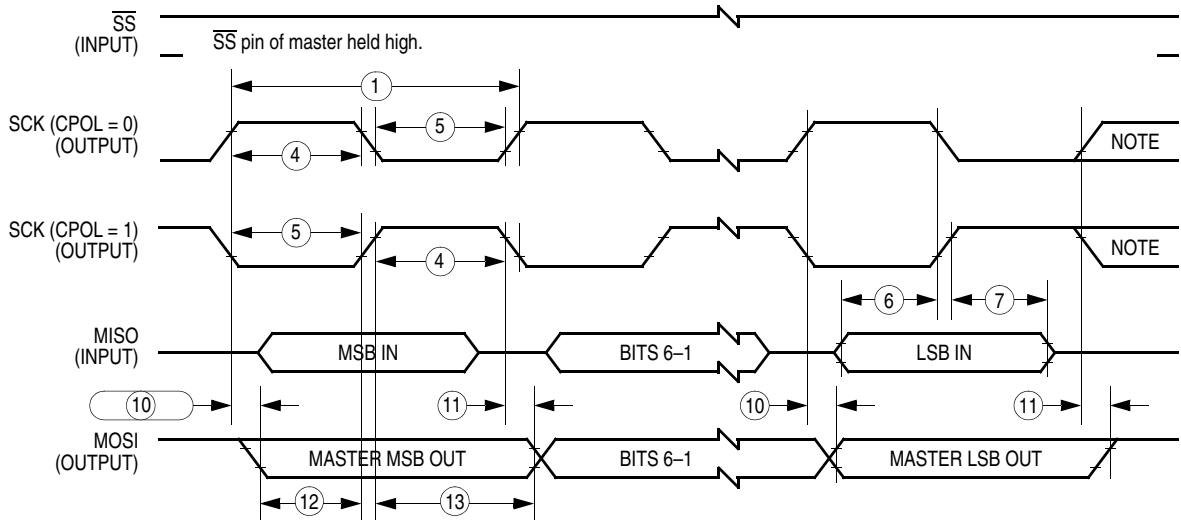 SS
(INPUT)
SS pin of master held high.
1
SCK (CPOL = 0)
(OUTPUT)
5
4
NOTE
SCK (CPOL = 1)
(OUTPUT)
5
4
NOTE
6
7
MISO
(INPUT)
MSB IN
BITS 6–1
LSB IN
10
11
10
11
MOSI
(OUTPUT)
MASTER MSB OUT
BITS 6–1
MASTER LSB OUT
12
13